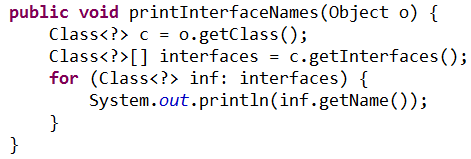 public void printInterfaceNames(Object o) {
    Class<?> c = o.getClass();
    Class<?>[] interfaces = c.getInterfaces();
    for (Class<?> inf: interfaces) {
        System.out.println(inf.getName());
    }
}